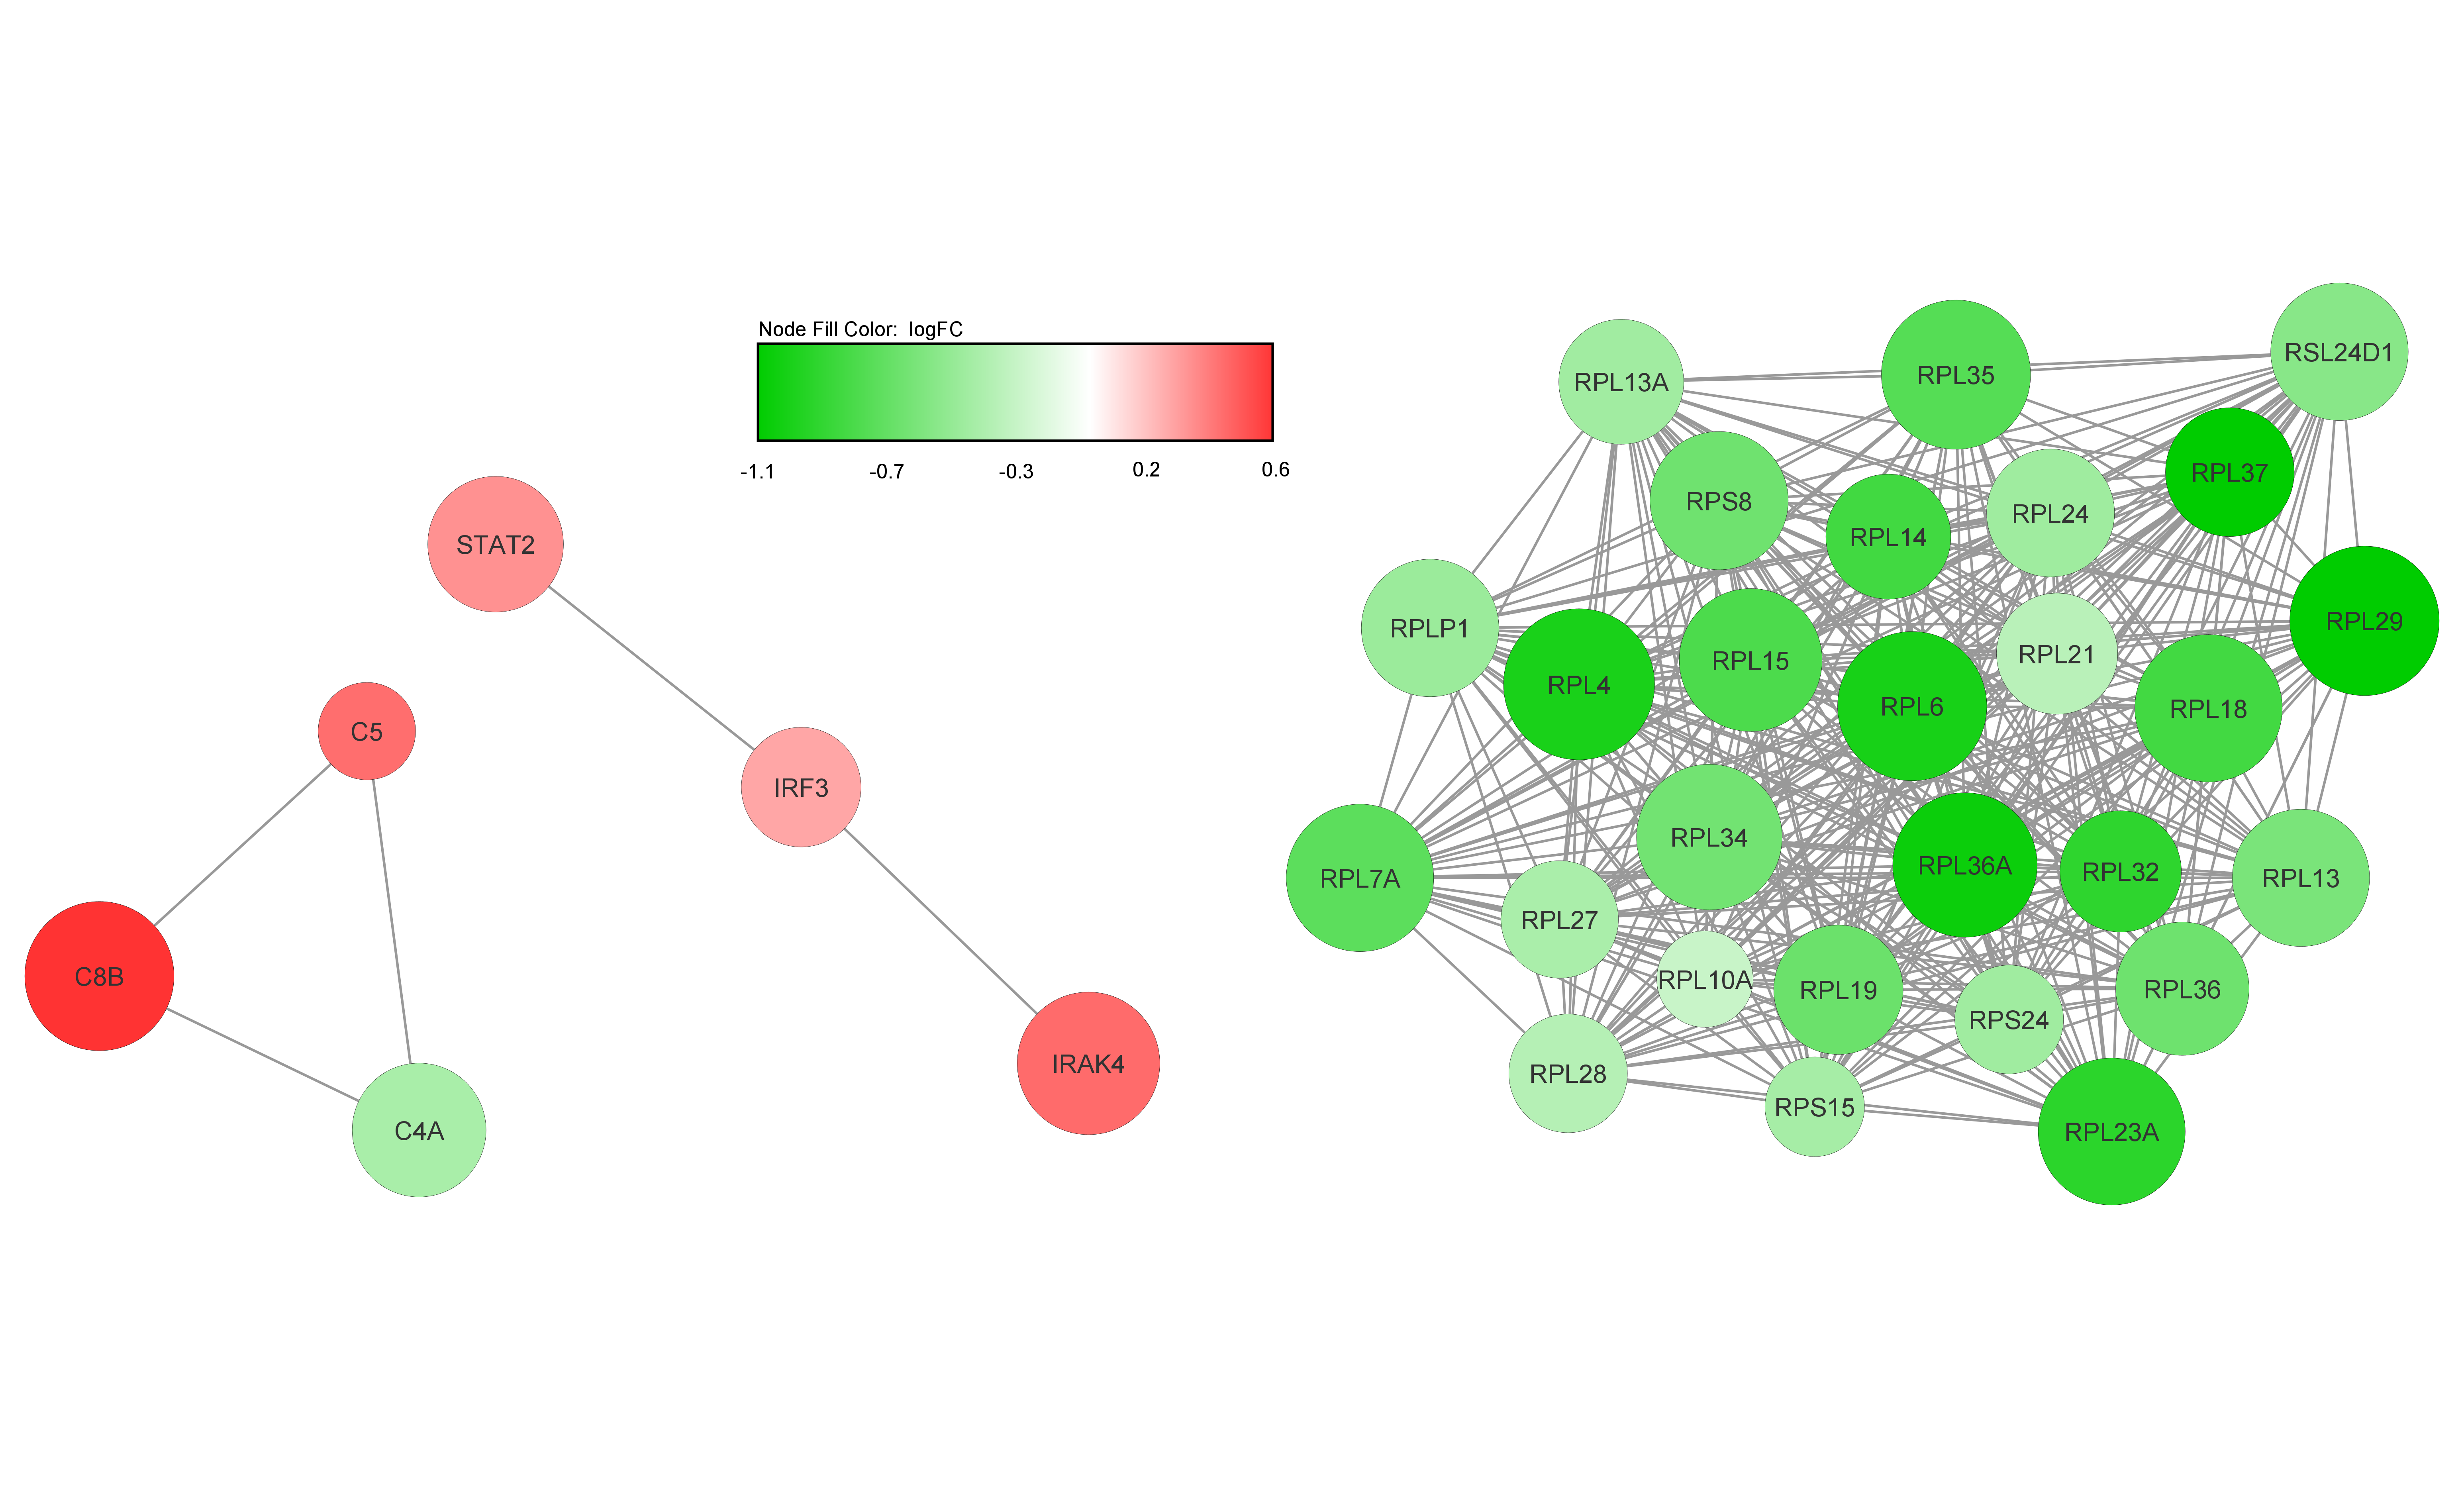 Node Fill Color: logFC
-1.1 -0.7 -0.3 0.2 0.6
STAT2
C5
IRF3
C8B
IRAK4
C4A
RSL24D1
RPL35
RPL13A
RPL37
RPS8
RPL24
RPL14
RPL29
RPLP1
RPL21
RPL15
RPL4
RPL6
RPL18
RPL34
RPL36A
RPL32
RPL7A
RPL13
RPL27
RPL10A
RPL19
RPL36
RPS24
RPL28
RPS15
RPL23A